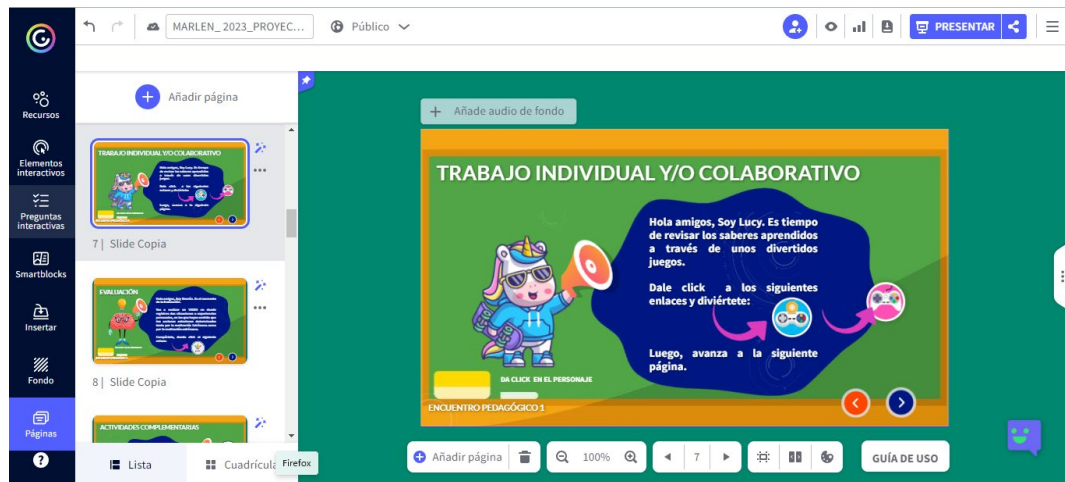 MARLEN_ 2023_PROYEC...
Público
PRESENTAR
Recursos
Elementos
interactivos
Preguntas
interactivas
Smartblocks
Insertar
Fondo
Páginas
Añadir página
TRABAJO INDIVIDUAL Y/O COLABORATIVO
7 | Slide Copia
EVALUACIÓN
8 | Slide Copia
ACTIVIDADES COMPLEMENTARIAS
Lista
Cuadrícula
Firefox
+ Añade audio de fondo
TRABAJO INDIVIDUAL Y/O COLABORATIVO
Hola amigos, Soy Lucy. Es tiempo
de revisar los saberes aprendidos
a través de unos divertidos
juegos.
Dale click a los siguientes
enlaces y diviértete:
Luego, avanza a la siguiente
página.
DA CLICK EN EL PERSONAJE
ENCUENTRO PEDAGÓGICO 1
Añadir página
100%
7
GUÍA DE USO